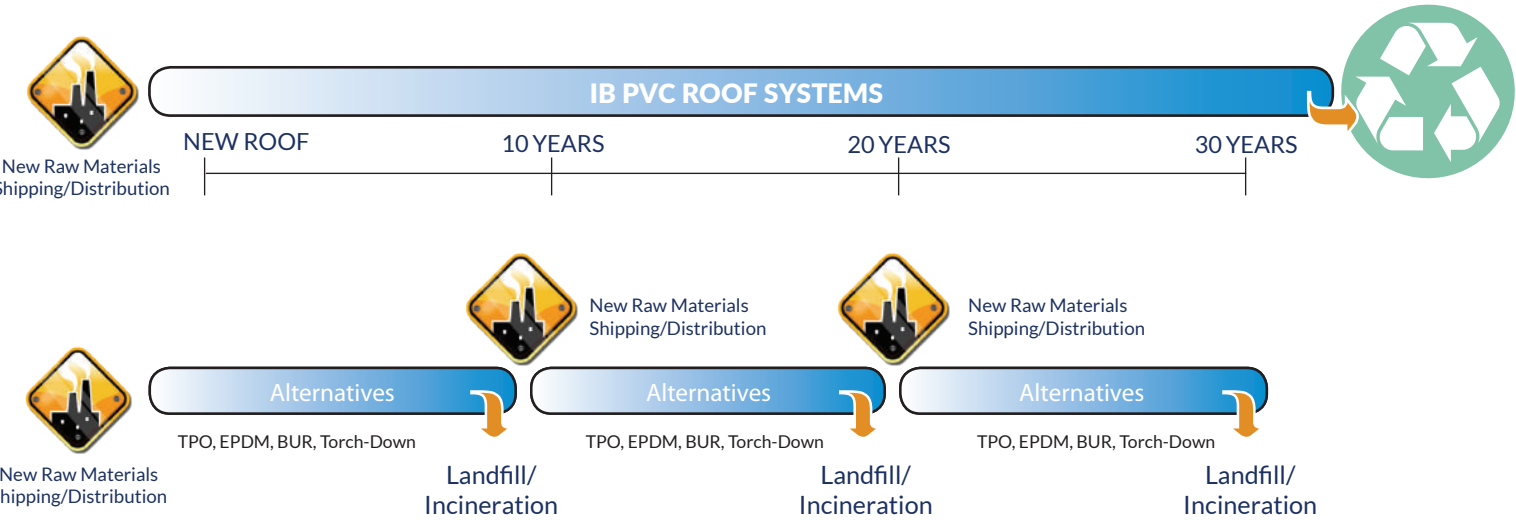 IB PVC ROOF SYSTEMS
NEW ROOF
10 YEARS
20 YEARS
30 YEARS
New Raw Materials
Shipping/Distribution
New Raw Materials
Shipping/Distribution
New Raw Materials
Shipping/Distribution
Alternatives
Alternatives
Alternatives
TPO, EPDM, BUR, Torch-Down
TPO, EPDM, BUR, Torch-Down
TPO, EPDM, BUR, Torch-Down
New Raw Materials
hipping/Distribution
Landfill/
Incineration
Landfill/
Incineration
Landfill/
Incineration